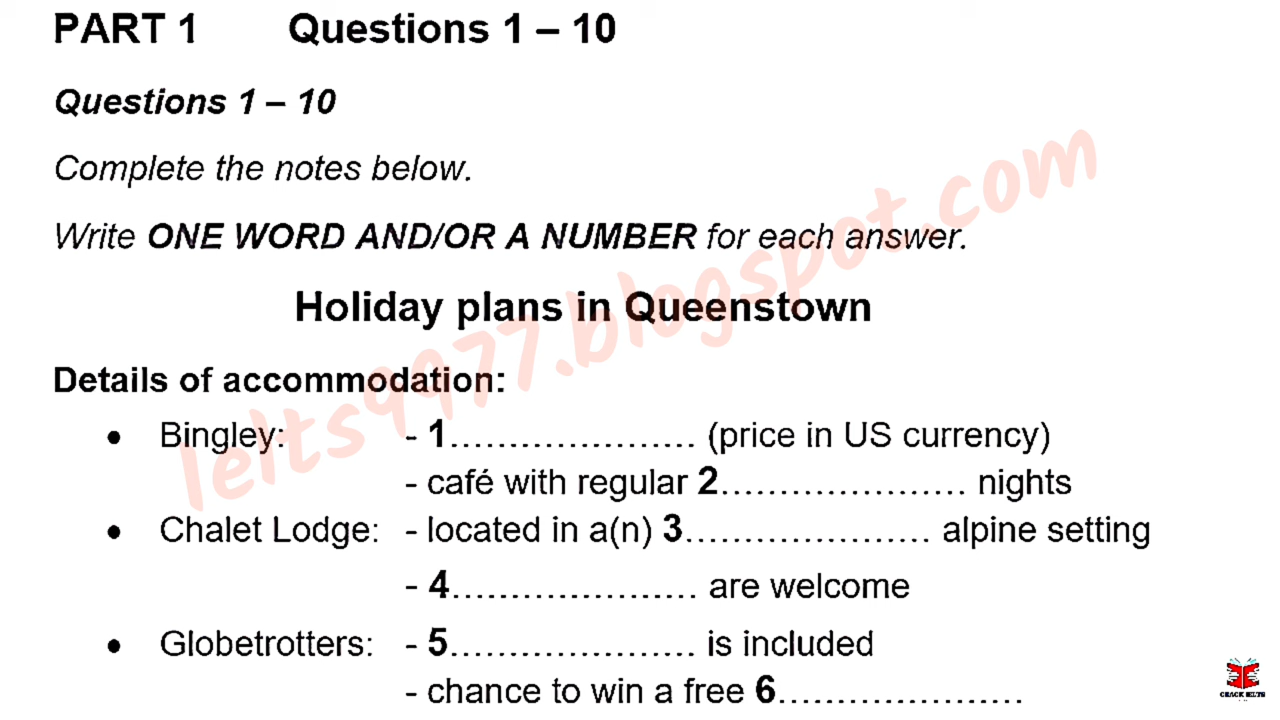 PART 1 Questions 1 – 10
Questions 1 – 10
Complete the notes below.
Write ONE WORD AND/OR A NUMBER for each answer.
Holiday plans in Queenstown
Details of accommodation:
• Bingley: - 1..................... (price in US currency)
- café with regular 2..................... nights
• Chalet Lodge: - located in a(n) 3..................... alpine setting
- 4..................... are welcome
• Globetrotters: - 5..................... is included
- chance to win a free 6.....................
Ielts9977.blogspot.com
CRACK IELTS